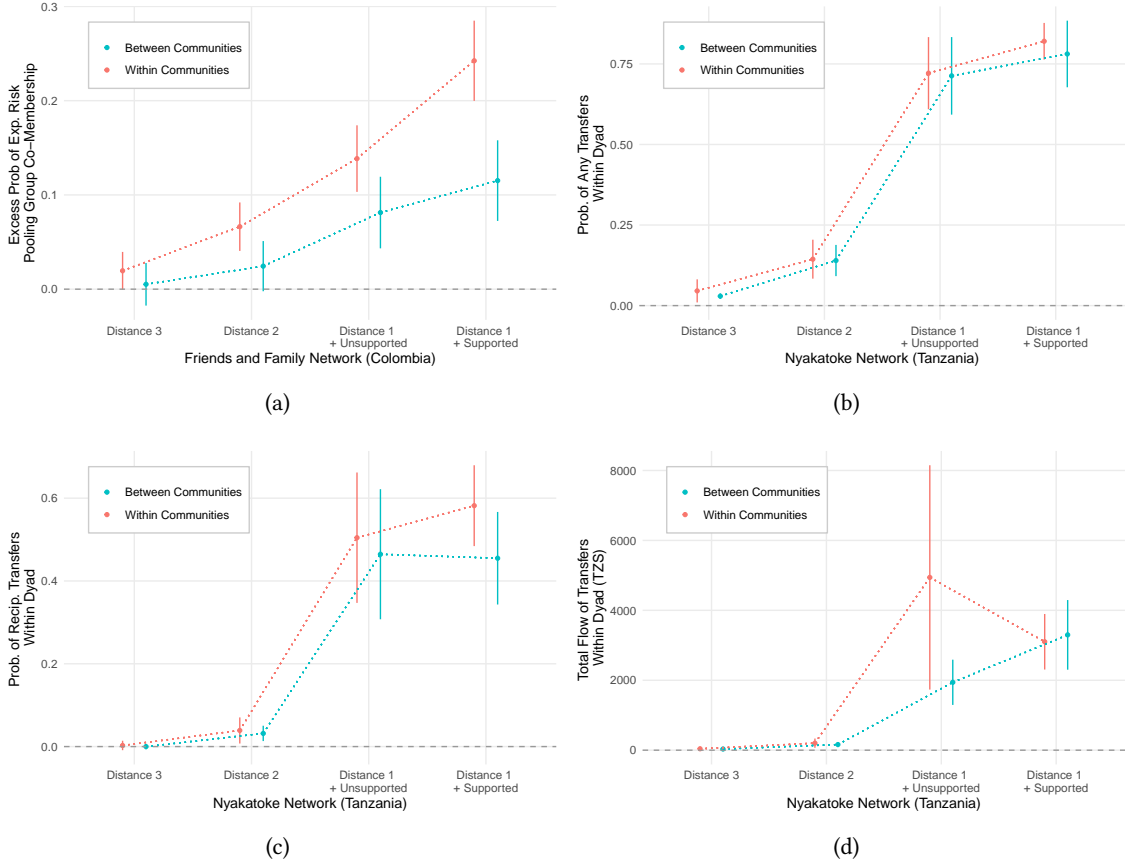 Excess Prob of Exp. Risk
Pooling Group Co−Membership
0.3
0.2
0.1
0.0
Between Communities
Within Communities
Distance 3
Distance 2
Distance 1
+ Unsupported
Distance 1
+ Supported
Friends and Family Network (Colombia)
(a)
Prob. of Any Transfers
Within Dyad
0.75
0.50
0.25
0.00
Between Communities
Within Communities
Distance 3
Distance 2
Distance 1
+ Unsupported
Distance 1
+ Supported
Nyakatoke Network (Tanzania)
(b)
Prob. of Recip. Transfers
Within Dyad
0.6
0.4
0.2
0.0
Between Communities
Within Communities
Distance 3
Distance 2
Distance 1
+ Unsupported
Distance 1
+ Supported
Nyakatoke Network (Tanzania)
(c)
Total Flow of Transfers
Within Dyad (TZS)
8000
6000
4000
2000
0
Between Communities
Within Communities
Distance 3
Distance 2
Distance 1
+ Unsupported
Distance 1
+ Supported
Nyakatoke Network (Tanzania)
(d)